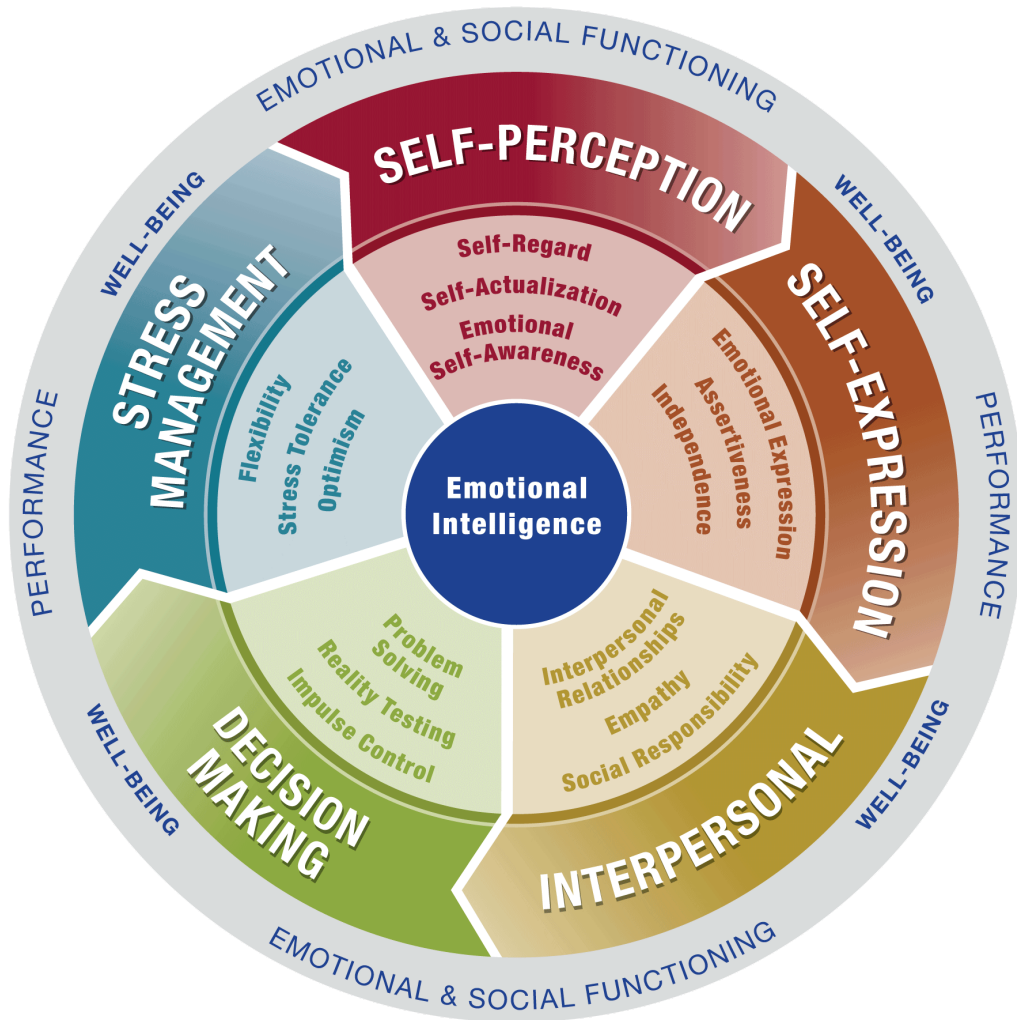 EMOTIONAL & SOCIAL FUNCTIONING
WELL-BEING
PERFORMANCE
WELL-BEING
EMOTIONAL & SOCIAL FUNCTIONING
WELL-BEING
PERFORMANCE
WELL-BEING
SELF-PERCEPTION
Self-Regard
Self-Actualization
Emotional
Self-Awareness
SELF-EXPRESSION
Emotional Expression
Assertiveness
Independence
INTERPERSONAL
Interpersonal
Relationships
Empathy
Social Responsibility
DECISION
MAKING
Problem
Solving
Reality Testing
Impulse Control
STRESS
MANAGEMENT
Flexibility
Stress Tolerance
Optimism
Emotional
Intelligence